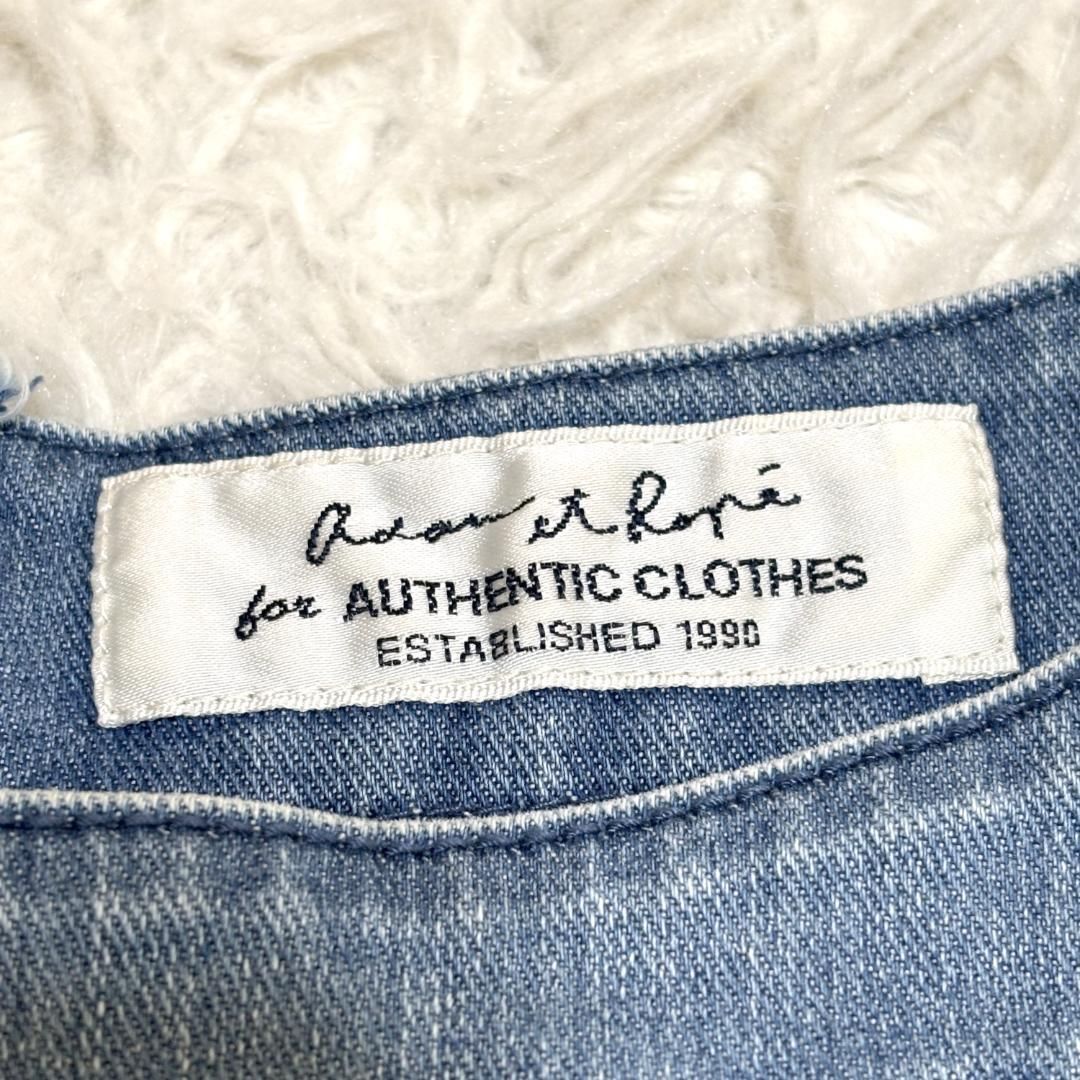 Adam et Ropé
for AUTHENTIC CLOTHES
ESTABLISHED 1990